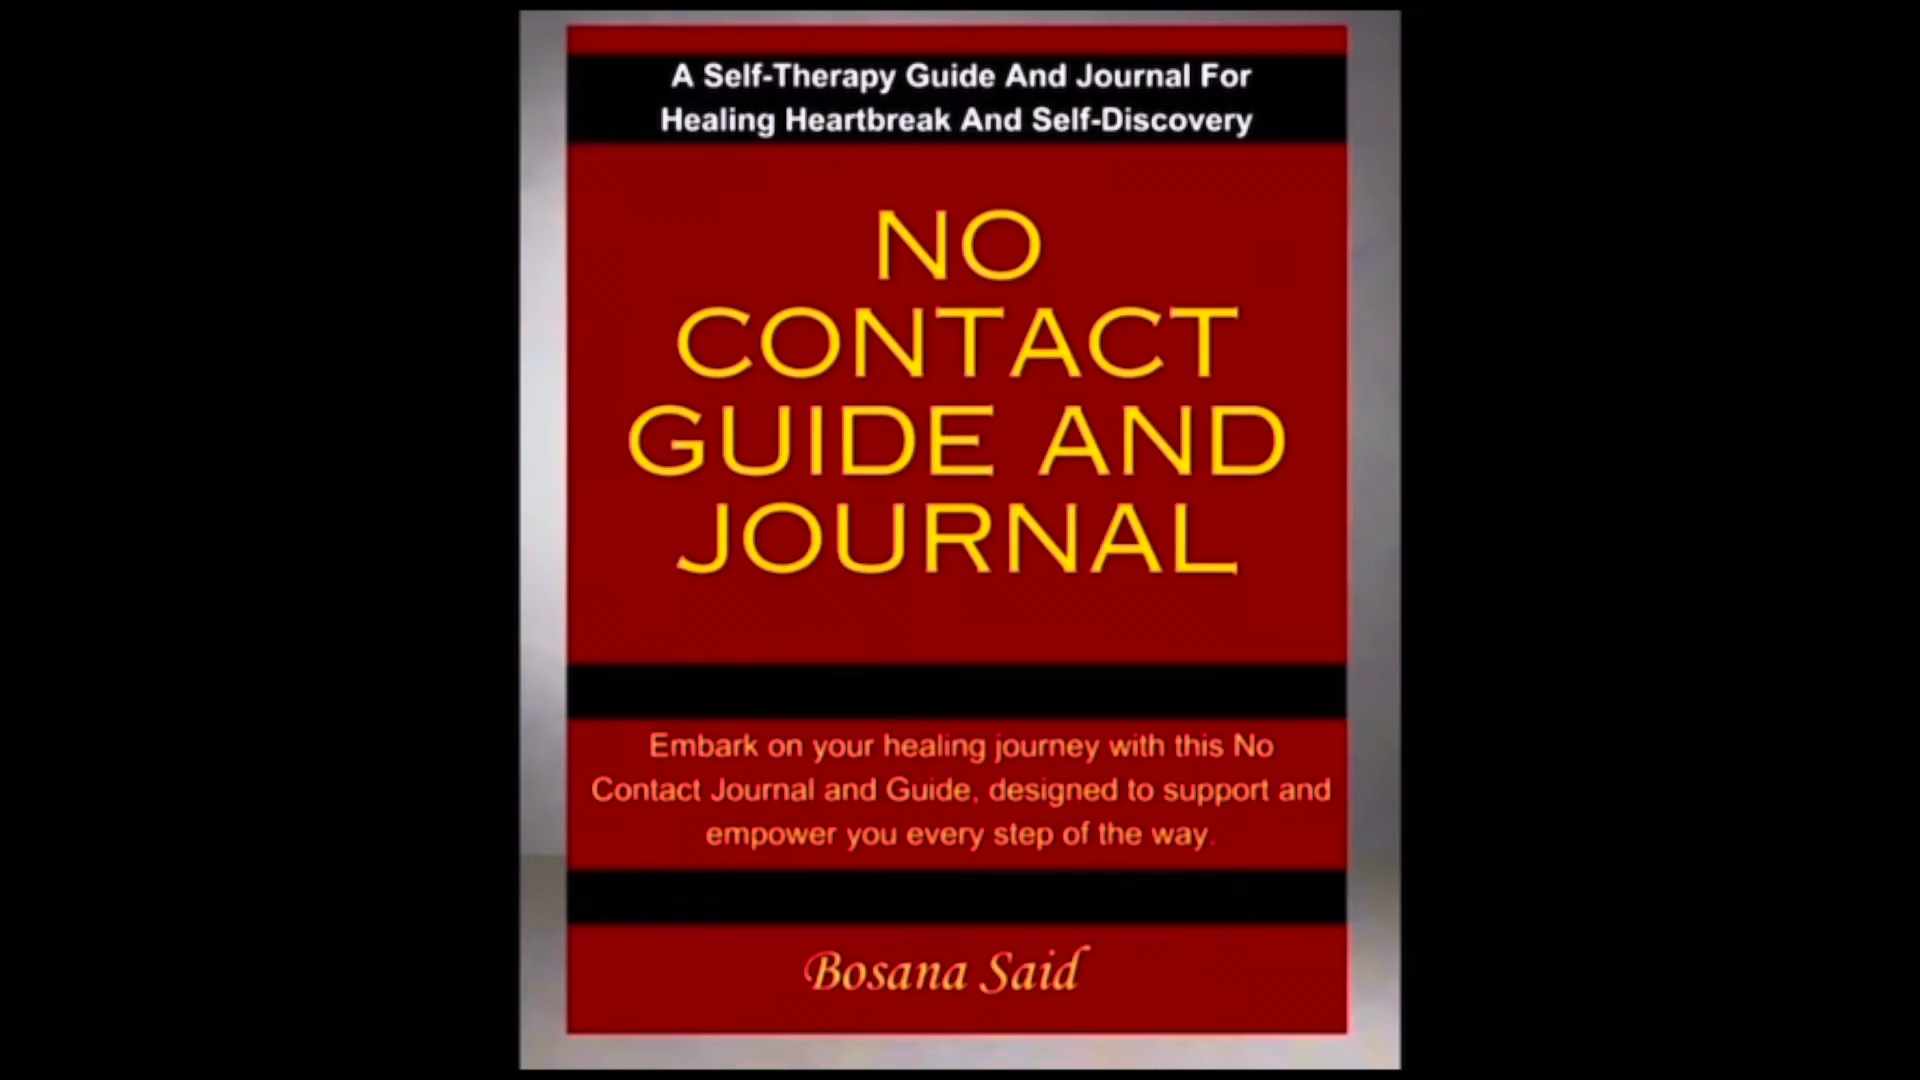 A Self-Therapy Guide And Journal For
Healing Heartbreak And Self-Discovery
NO
CONTACT
GUIDE AND
JOURNAL
Embark on your healing journey with this No
Contact Journal and Guide, designed to support and
empower you every step of the way.
Bosana Said